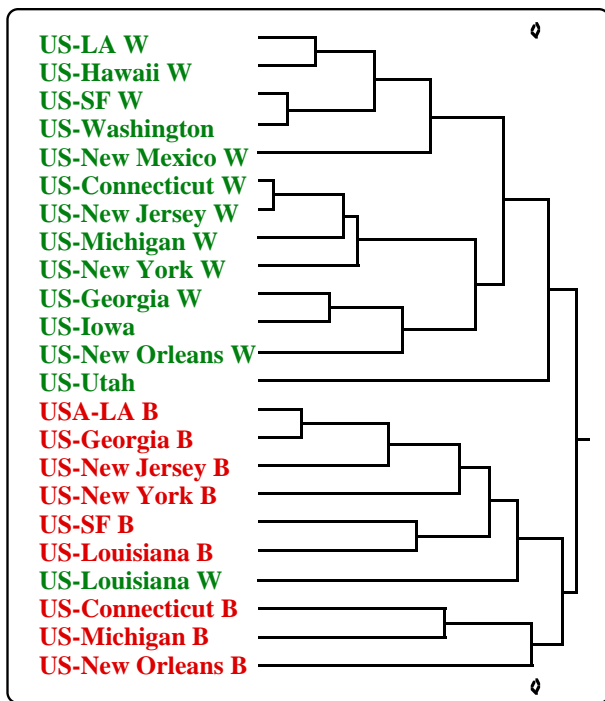 US-LA W
US-Hawaii W
US-SF W
US-Washington
US-New Mexico W
US-Connecticut W
US-New Jersey W
US-Michigan W
US-New York W
US-Georgia W
US-Iowa
US-New Orleans W
US-Utah
USA-LA B
US-Georgia B
US-New Jersey B
US-New York B
US-SF B
US-Louisiana B
US-Louisiana W
US-Connecticut B
US-Michigan B
US-New Orleans B